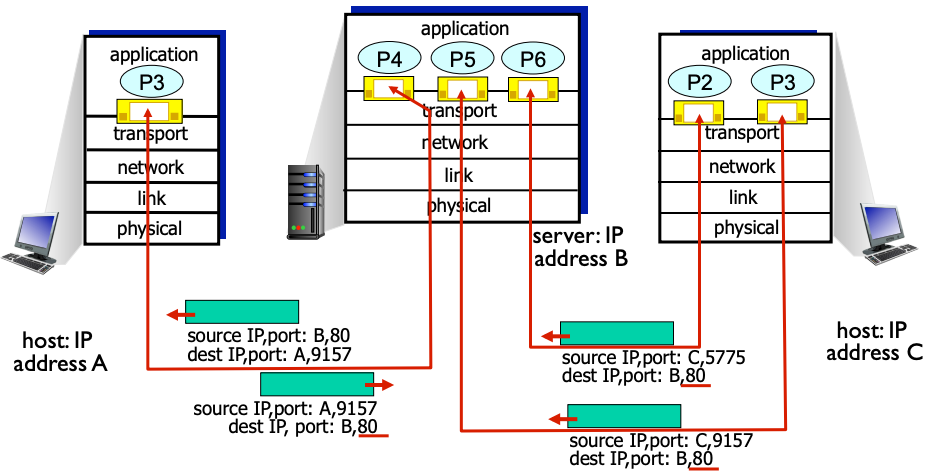 application
P3
transport
network
link
physical
host: IP
address A
application
P4
P5
P6
transport
network
link
physical
server: IP
address B
application
P2
P3
transport
network
link
physical
host: IP
address C
source IP,port: B,80
dest IP,port: A,9157
source IP,port: A,9157
dest IP, port: B,80
source IP,port: C,5775
dest IP,port: B,80
source IP,port: C,9157
dest IP,port: B,80